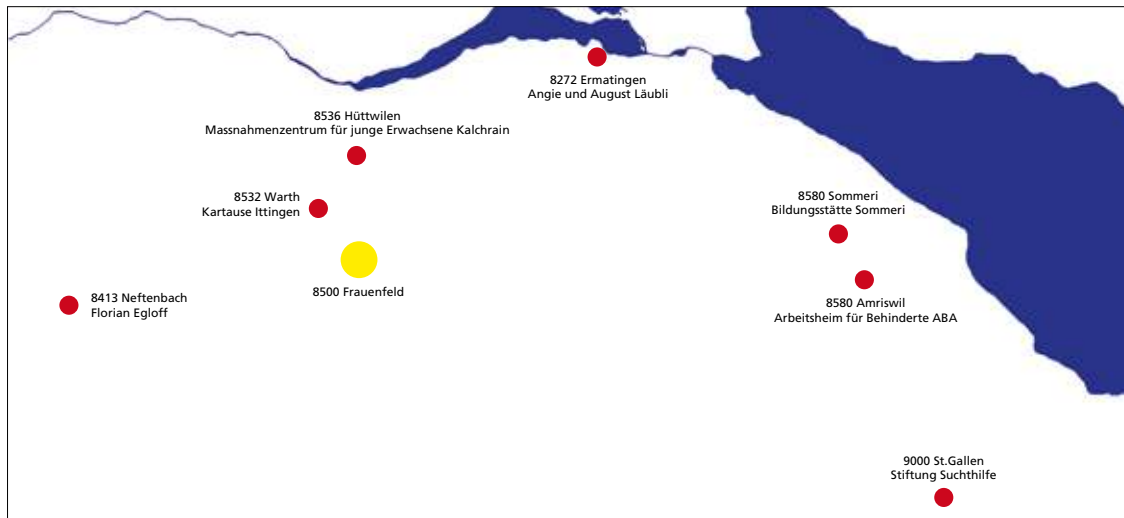 8272 Ermatingen
Angie und August Läubli
8536 Hüttwilen
Massnahmenzentrum für junge Erwachsene Kalchrain
8532 Warth
Kartause Ittingen
8580 Sommeri
Bildungsstätte Sommeri
8500 Frauenfeld
8413 Neftenbach
Florian Egloff
8580 Amriswil
Arbeitsheim für Behinderte ABA
9000 St.Gallen
Stiftung Suchthilfe